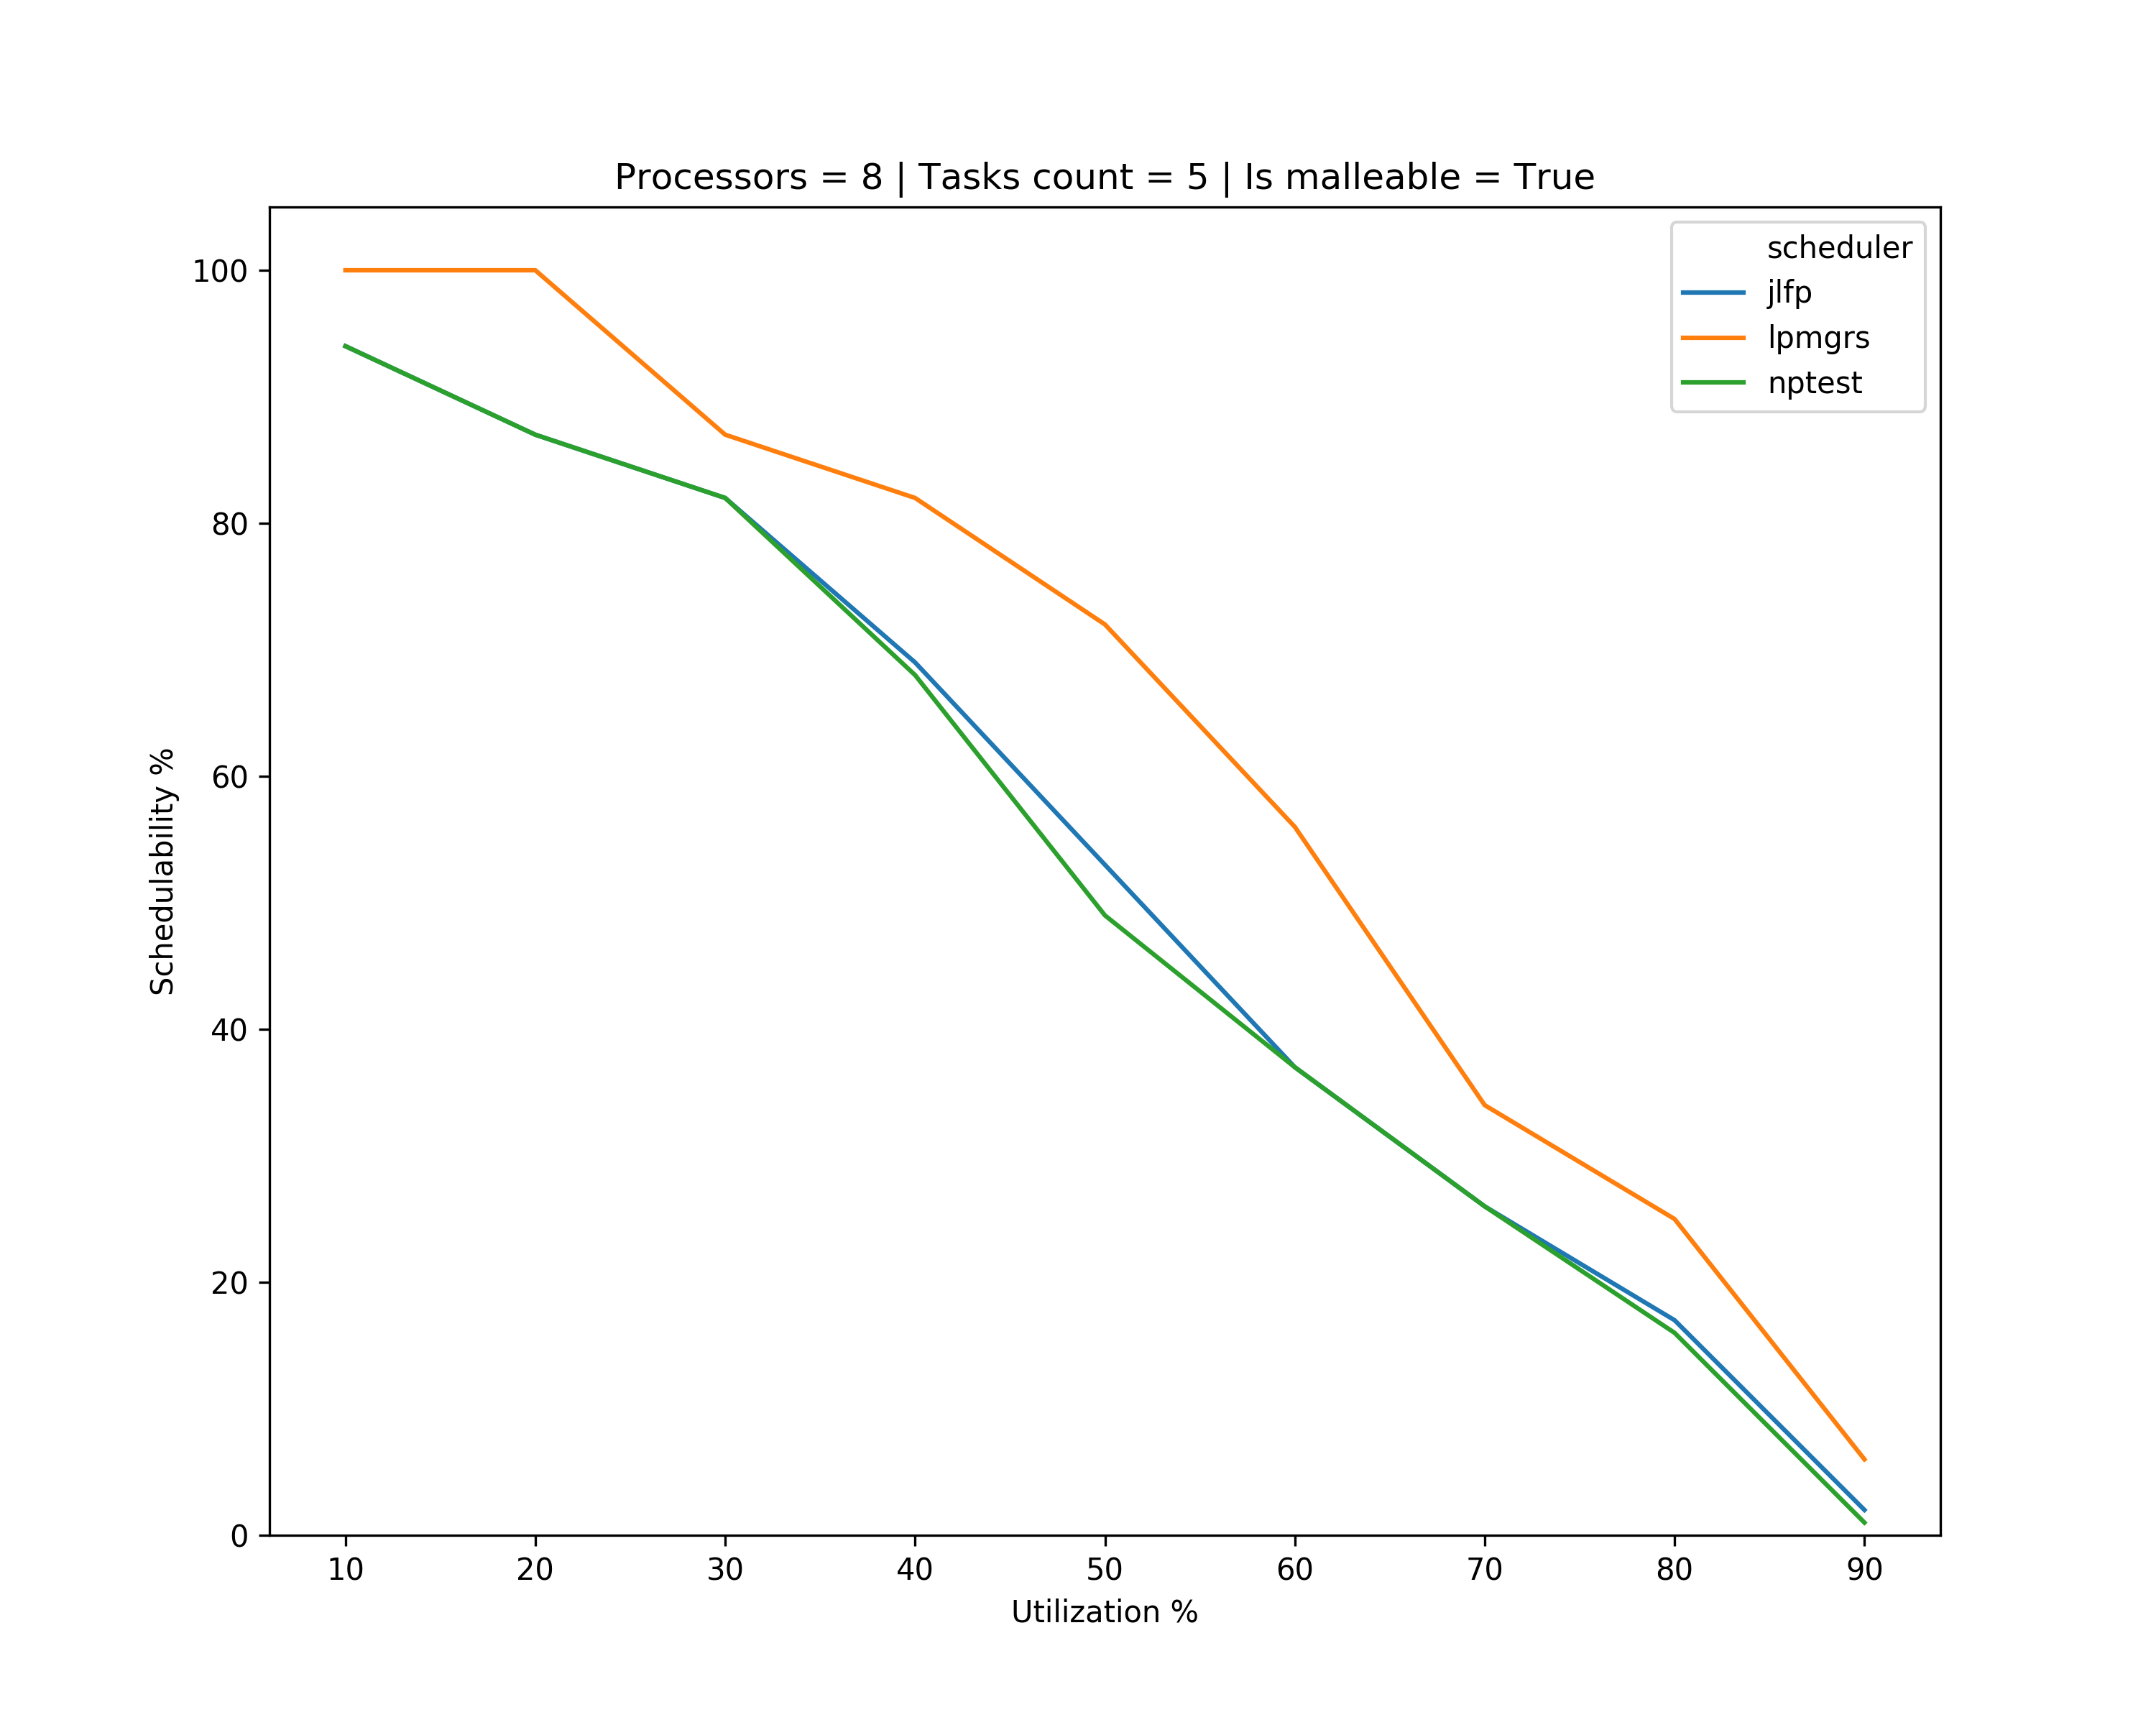 Processors = 8 | Tasks count = 5 | Is malleable = True
scheduler
jlfp
lpmgrs
nptest
Schedulability %
100
80
60
40
20
0
10 20 30 40 50 60 70 80 90
Utilization %